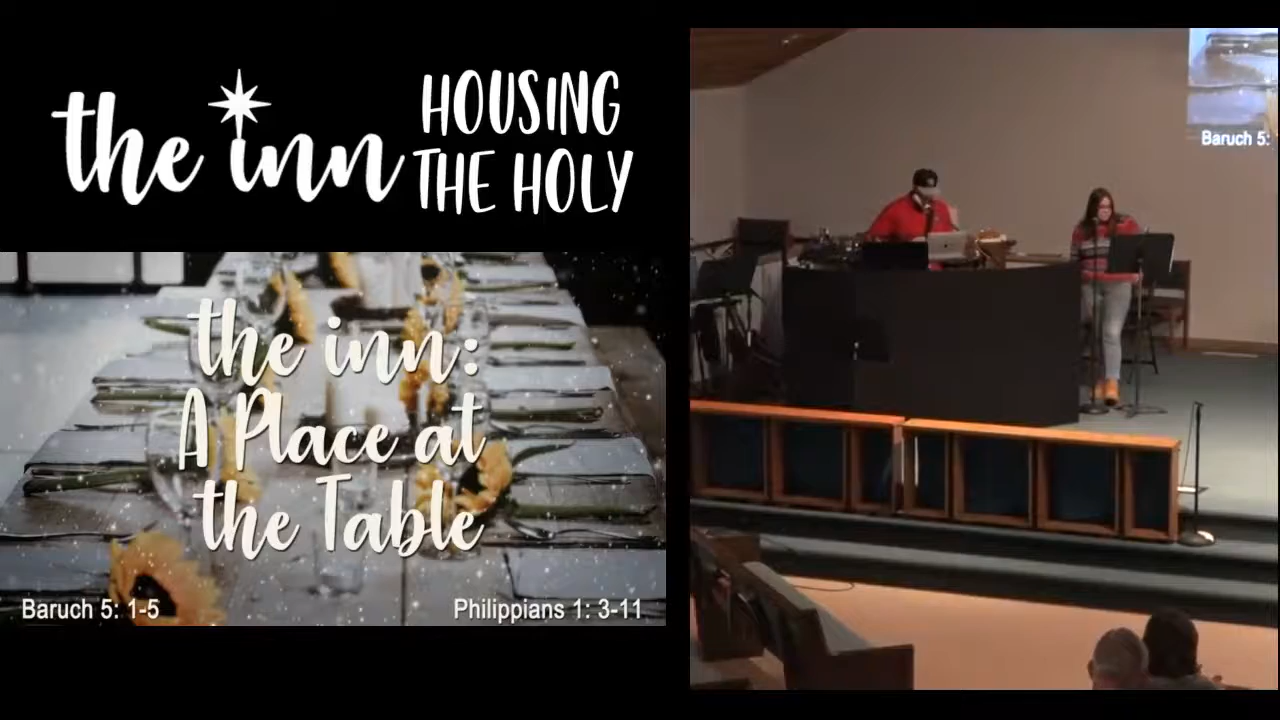 the inn
HOUSING
THE HOLY
the inn:
A Place at
the Table
Baruch 5: 1-5
Philippians 1: 3-11
Baruch 5: